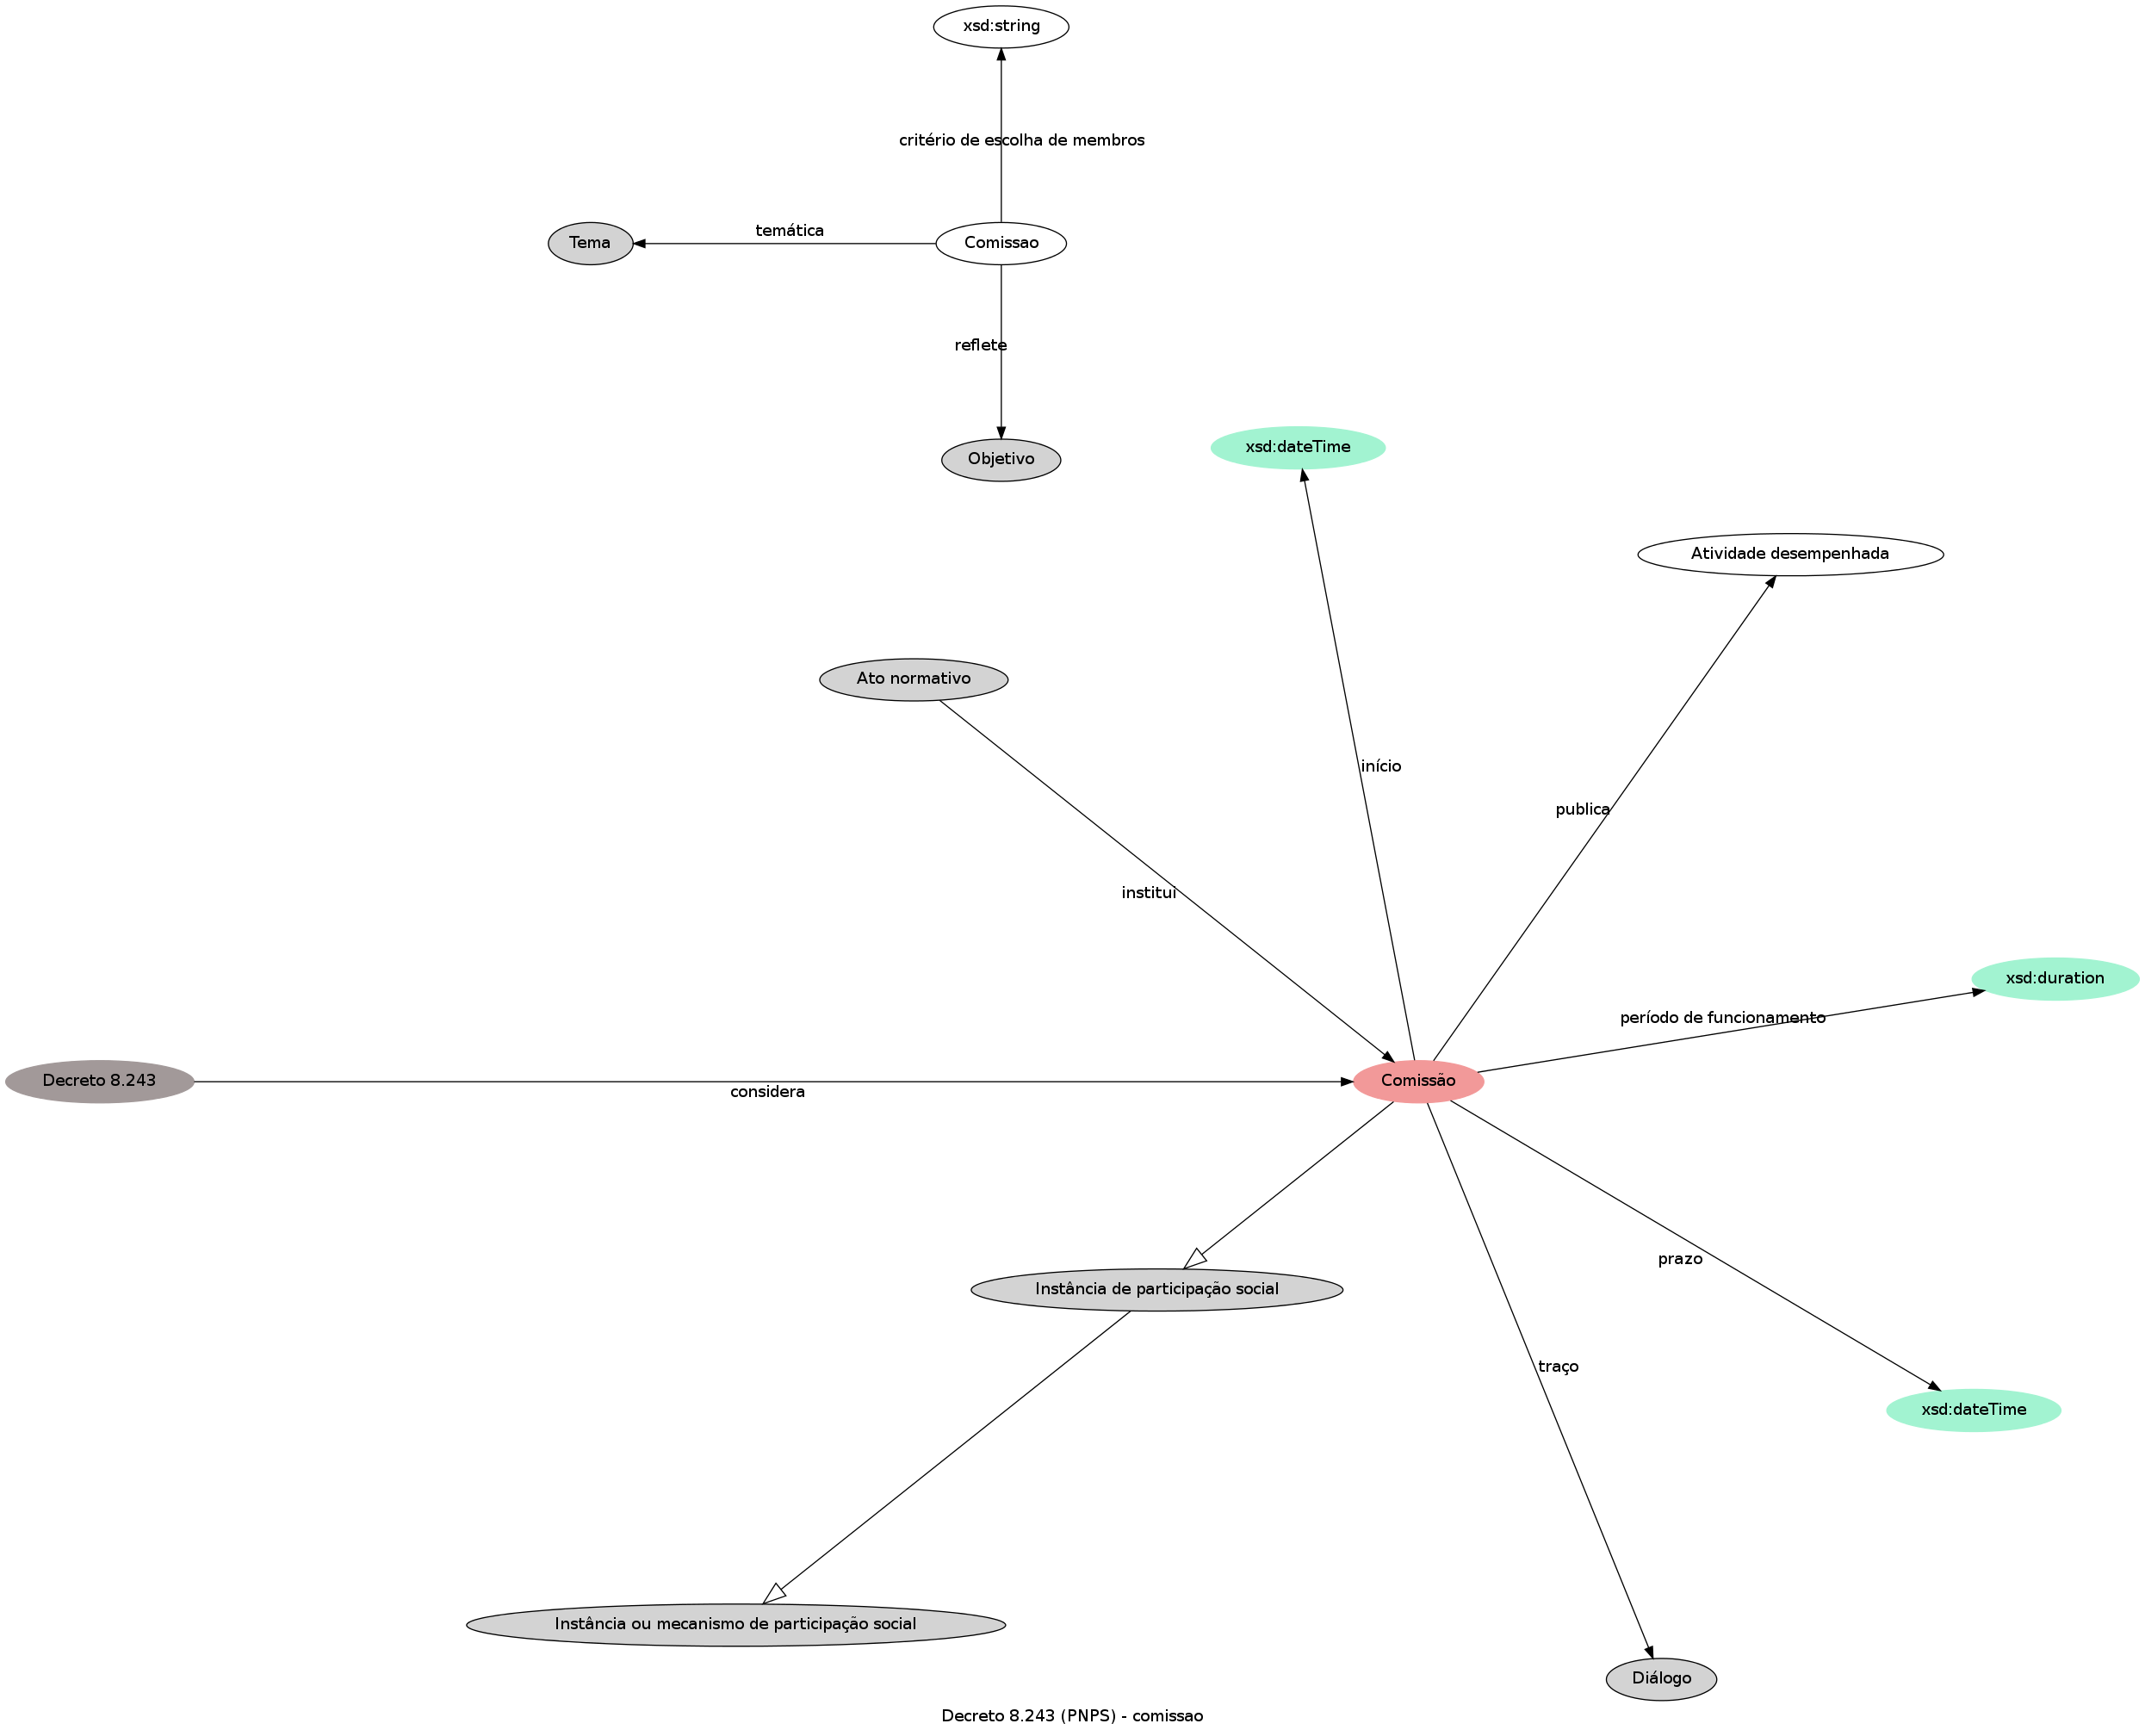 xsd:string
critério de escolha de membros
temática
Tema
Comissao
reflete
xsd:dateTime
Objetivo
Atividade desempenhada
Ato normativo
início
publica
institui
xsd:duration
período de funcionamento
Decreto 8.243
considera
Comissão
prazo
Instância de participação social
traço
xsd:dateTime
Instância ou mecanismo de participação social
Diálogo
Decreto 8.243 (PNPS) - comissao